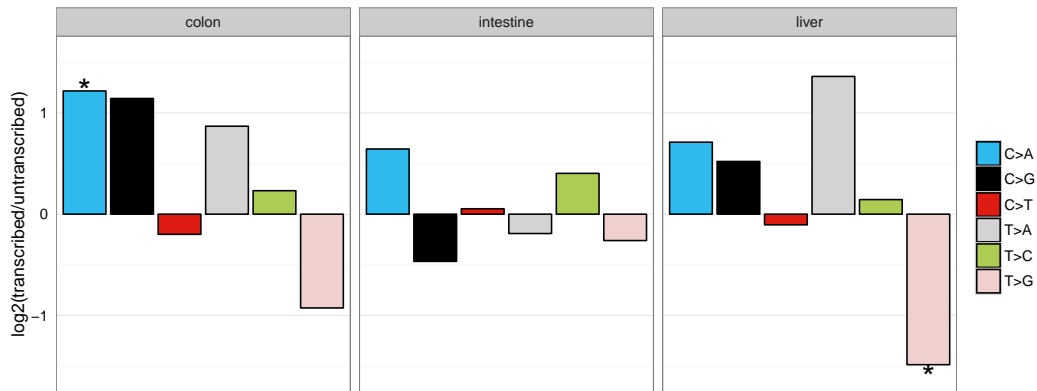 colon intestine liver
log2(transcribed/untranscribed)
1
0
−1
*
*
C>A
C>G
C>T
T>A
T>C
T>G